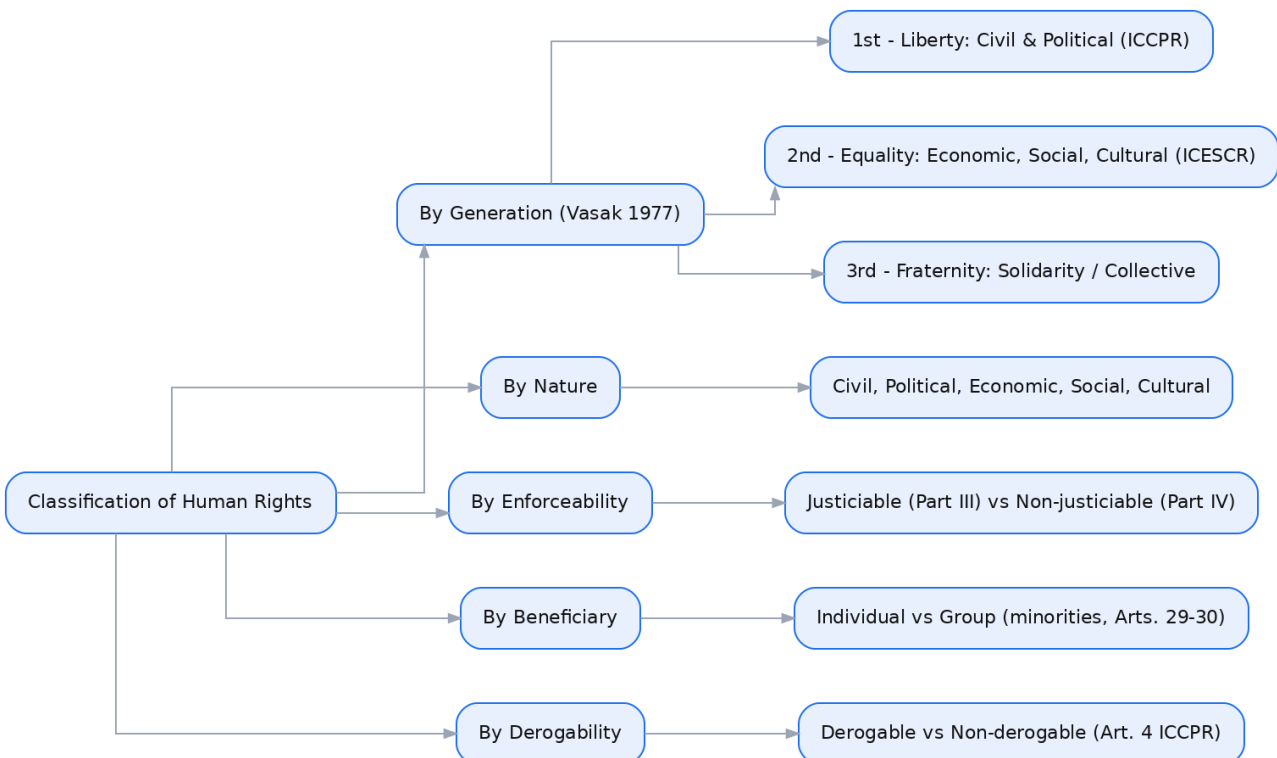 1st - Liberty: Civil & Political (ICCPR)
2nd - Equality: Economic, Social, Cultural (ICESCR)
By Generation (Vasak 1977)
3rd - Fraternity: Solidarity / Collective
By Nature
Civil, Political, Economic, Social, Cultural
Classification of Human Rights
By Enforceability
Justiciable (Part III) vs Non-justiciable (Part IV)
By Beneficiary
Individual vs Group (minorities, Arts. 29-30)
By Derogability
Derogable vs Non-derogable (Art. 4 ICCPR)